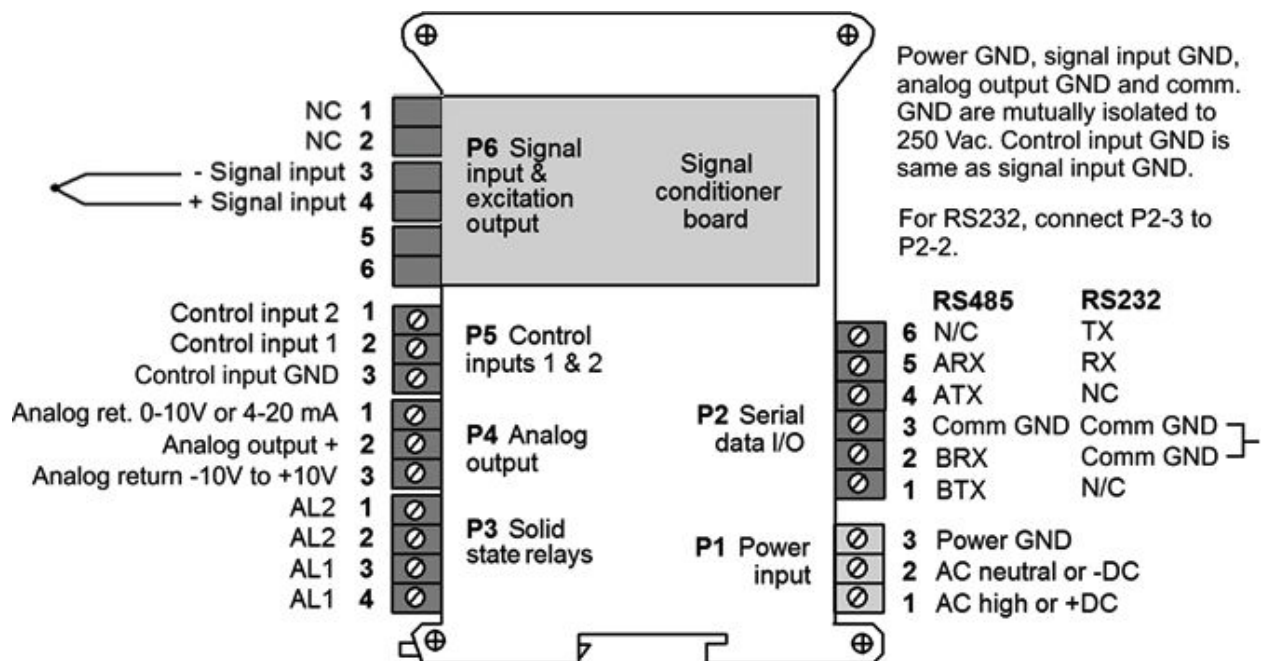 NC 1
NC 2
- Signal input 3
+ Signal input 4
5
6
P6 Signal
input &
excitation
output
Signal
conditioner
board
Control input 2 1
Control input 1 2
Control input GND 3
P5 Control
inputs 1 & 2
Analog ret. 0-10V or 4-20 mA 1
Analog output + 2
Analog return -10V to +10V 3
P4 Analog
output
AL2 1
AL2 2
AL1 3
AL1 4
P3 Solid
state relays
Power GND, signal input GND,
analog output GND and comm.
GND are mutually isolated to
250 Vac. Control input GND is
same as signal input GND.
For RS232, connect P2-3 to
P2-2.
RS485 RS232
6 N/C TX
5 ARX RX
4 ATX NC
3 Comm GND Comm GND
2 BRX Comm GND
1 BTX N/C
P2 Serial
data I/O
P1 Power
input
3 Power GND
2 AC neutral or -DC
1 AC high or +DC